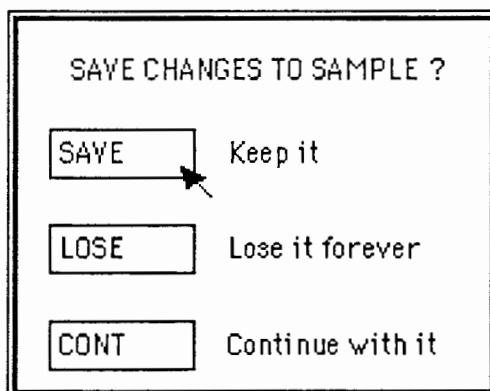 SAVE CHANGES TO SAMPLE ?
SAVE Keep it
LOSE Lose it forever
CONT Continue with it